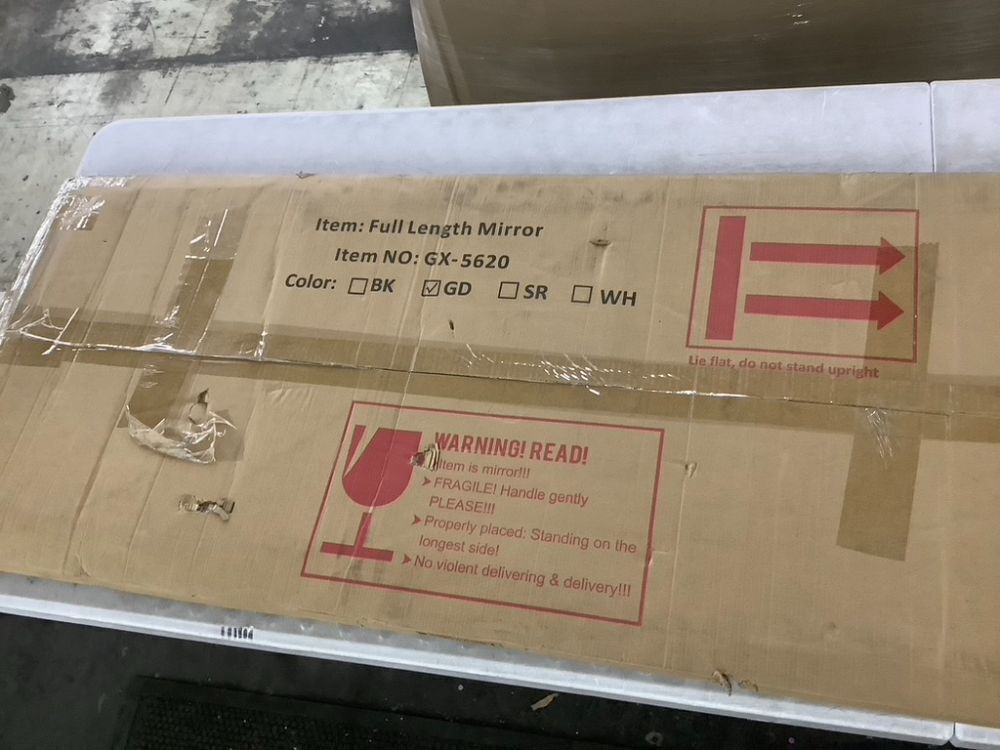 Item: Full Length Mirror
Item NO: GX-5620
Color: ☐BK ☑GD ☐SR ☐WH
Lie flat, do not stand upright
WARNING! READ!
Item is mirror!!!
➤FRAGILE! Handle gently
PLEASE!!!
➤Properly placed: Standing on the
longest side!
➤No violent delivering & delivery!!!